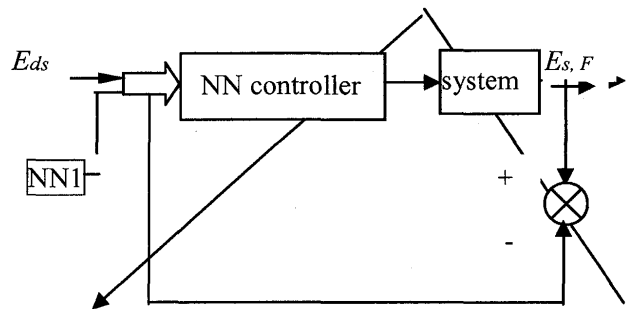 Eds
NN controller
system
Es, F
NN1
+
-